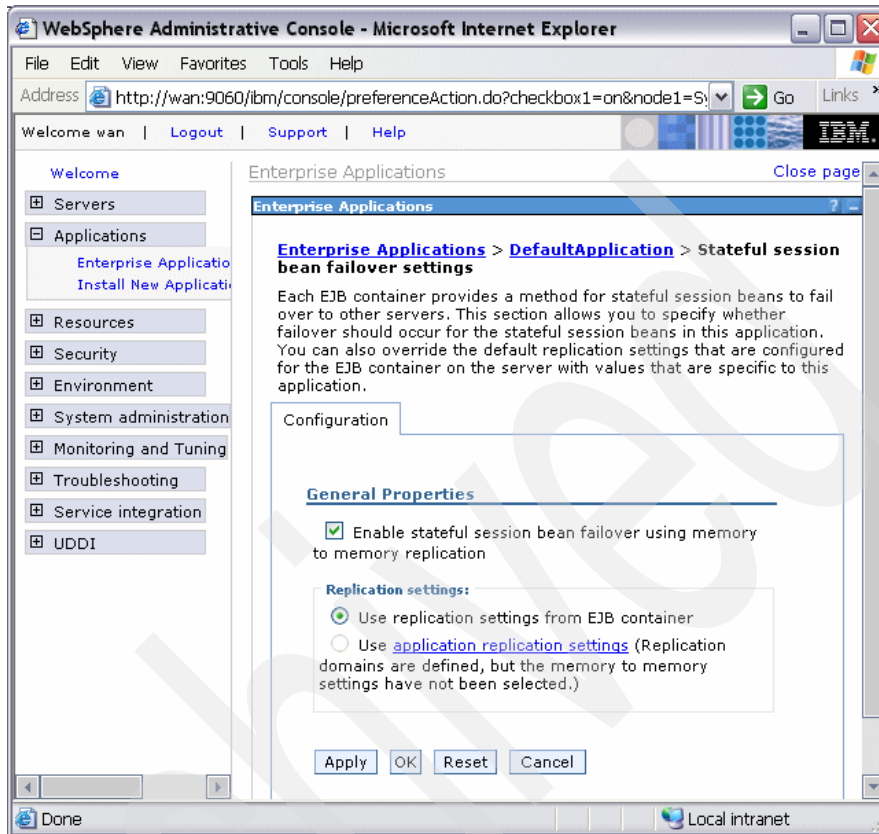 WebSphere Administrative Console - Microsoft Internet Explorer
File Edit View Favorites Tools Help
Address http://wan:9060/ibm/console/preferenceAction.do?checkbox1=on&node1=Sy Go Links »
Welcome wan | Logout | Support | Help IBM.
Welcome
Servers
Applications
Enterprise Applicatio
Install New Applicati
Resources
Security
Environment
System administration
Monitoring and Tuning
Troubleshooting
Service integration
UDDI
Enterprise Applications Close page
Enterprise Applications ? –
Enterprise Applications > DefaultApplication > Stateful session
bean failover settings
Each EJB container provides a method for stateful session beans to fail
over to other servers. This section allows you to specify whether
failover should occur for the stateful session beans in this application.
You can also override the default replication settings that are configured
for the EJB container on the server with values that are specific to this
application.
Configuration
General Properties
Enable stateful session bean failover using memory
to memory replication
Replication settings:
Use replication settings from EJB container
Use application replication settings (Replication
domains are defined, but the memory to memory
settings have not been selected.)
Apply OK Reset Cancel
Done Local intranet